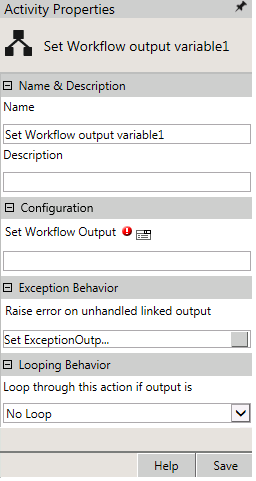 Activity Properties
Set Workflow output variable1
Name & Description
Name
Set Workflow output variable1
Description
Configuration
Set Workflow Output
Exception Behavior
Raise error on unhandled linked output
Set ExceptionOutp...
Looping Behavior
Loop through this action if output is
No Loop
Help
Save